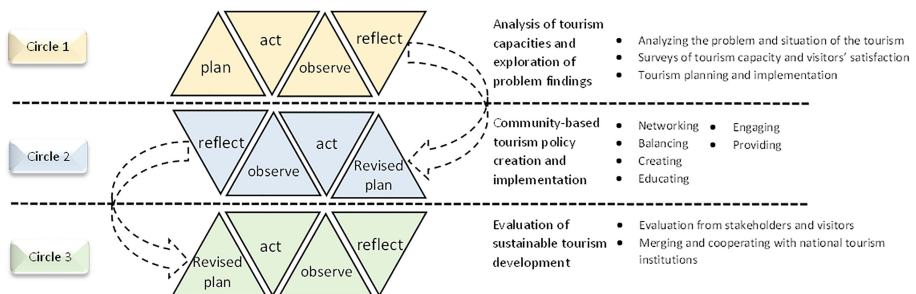 Circle 1
plan
act
observe
reflect
Analysis of tourism
capacities and
exploration of
problem findings
• Analyzing the problem and situation of the tourism
• Surveys of tourism capacity and visitors' satisfaction
• Tourism planning and implementation
Circle 2
reflect
observe
act
Revised
plan
Community-based
tourism policy
creation and
implementation
• Networking
• Balancing
• Creating
• Educating
• Engaging
• Providing
Circle 3
Revised
plan
act
observe
reflect
Evaluation of
sustainable tourism
development
• Evaluation from stakeholders and visitors
• Merging and cooperating with national tourism
institutions